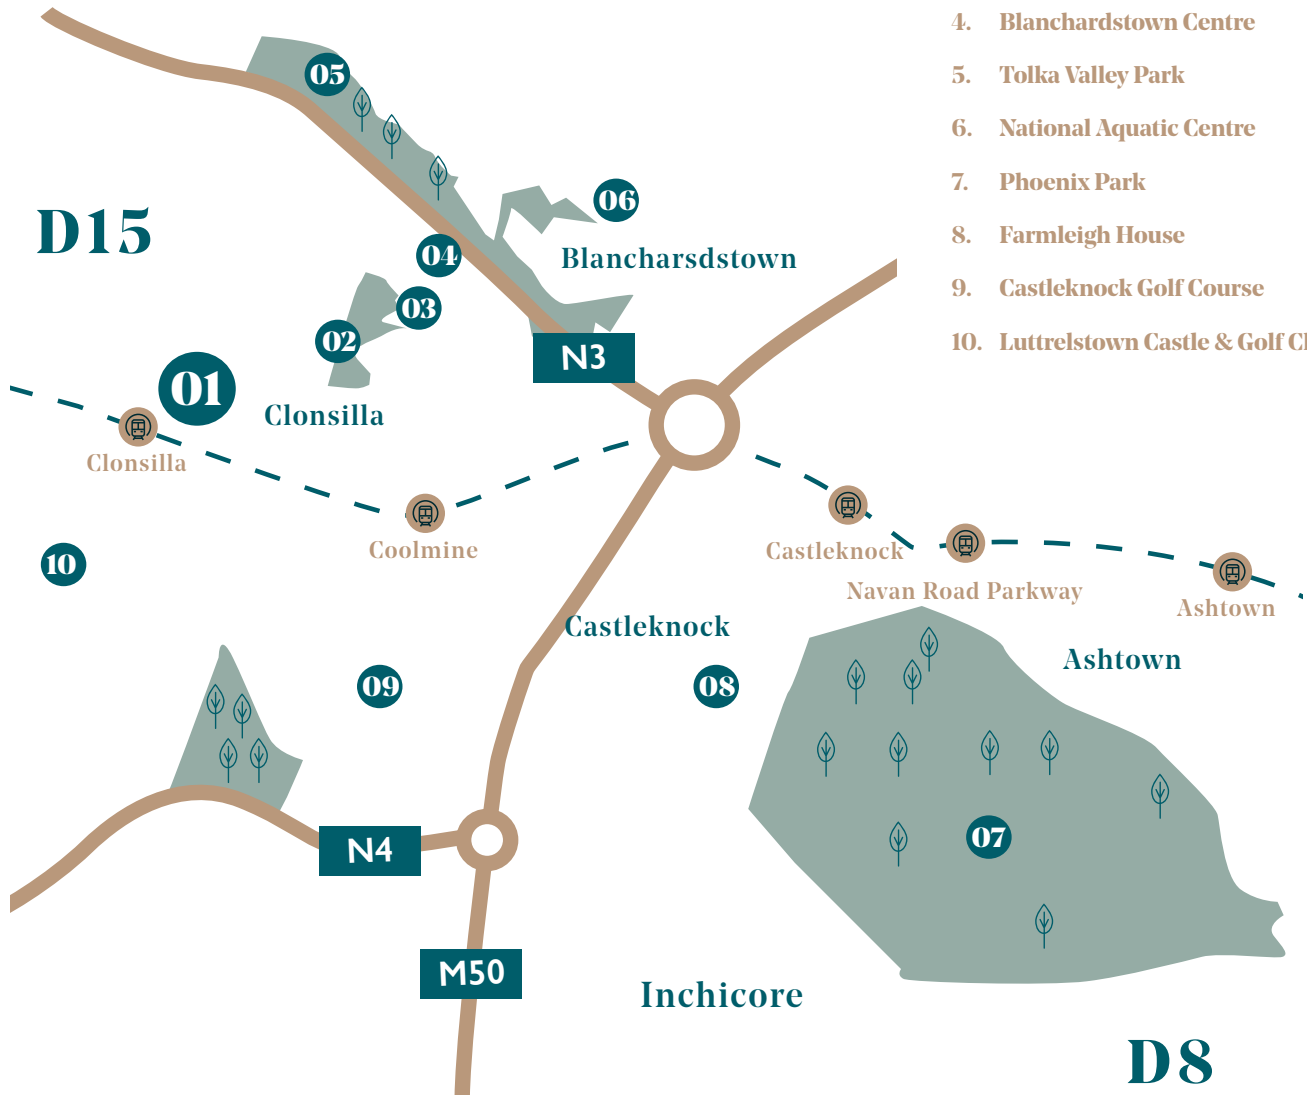 4. Blanchardstown Centre
5. Tolka Valley Park
6. National Aquatic Centre
7. Phoenix Park
8. Farmleigh House
9. Castleknock Golf Course
10. Luttrelstown Castle & Golf Cl
05
06
D15
04
Blancharsdstown
03
02
N3
01
Clonsilla
Clonsilla
Coolmine
Castleknock
10
Navan Road Parkway
Ashtown
Castleknock
Ashtown
09
08
07
N4
M50
Inchicore
D8